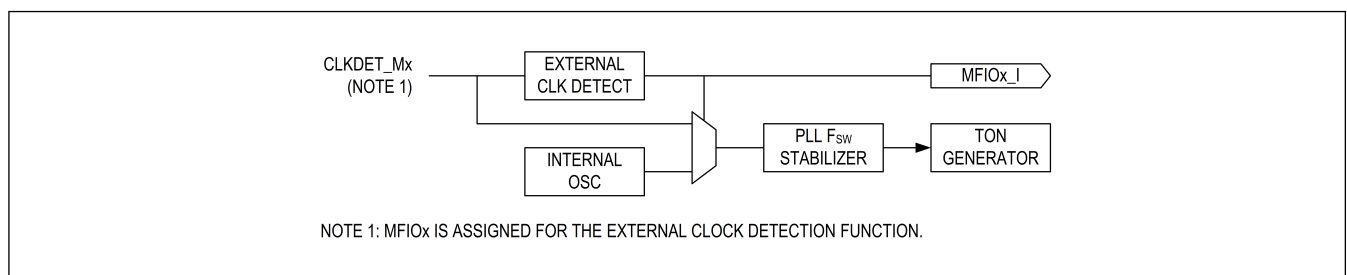 CLKDET_Mx
(NOTE 1)
EXTERNAL
CLK DETECT
MFIOx_I
INTERNAL
OSC
PLL FSW
STABILIZER
TON
GENERATOR
NOTE 1: MFIOx IS ASSIGNED FOR THE EXTERNAL CLOCK DETECTION FUNCTION.